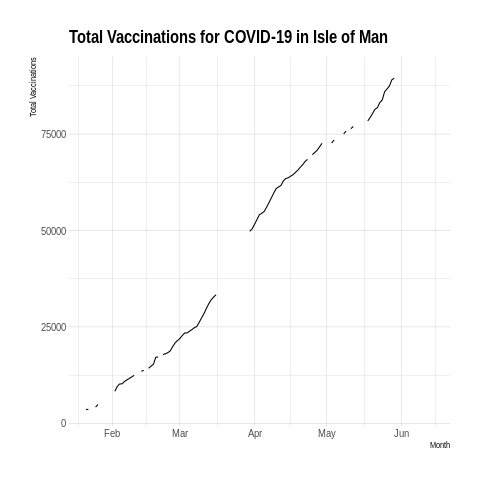 Total Vaccinations for COVID-19 in Isle of Man
Total Vaccinations
75000
50000
25000
0
Feb Mar Apr May Jun
Month